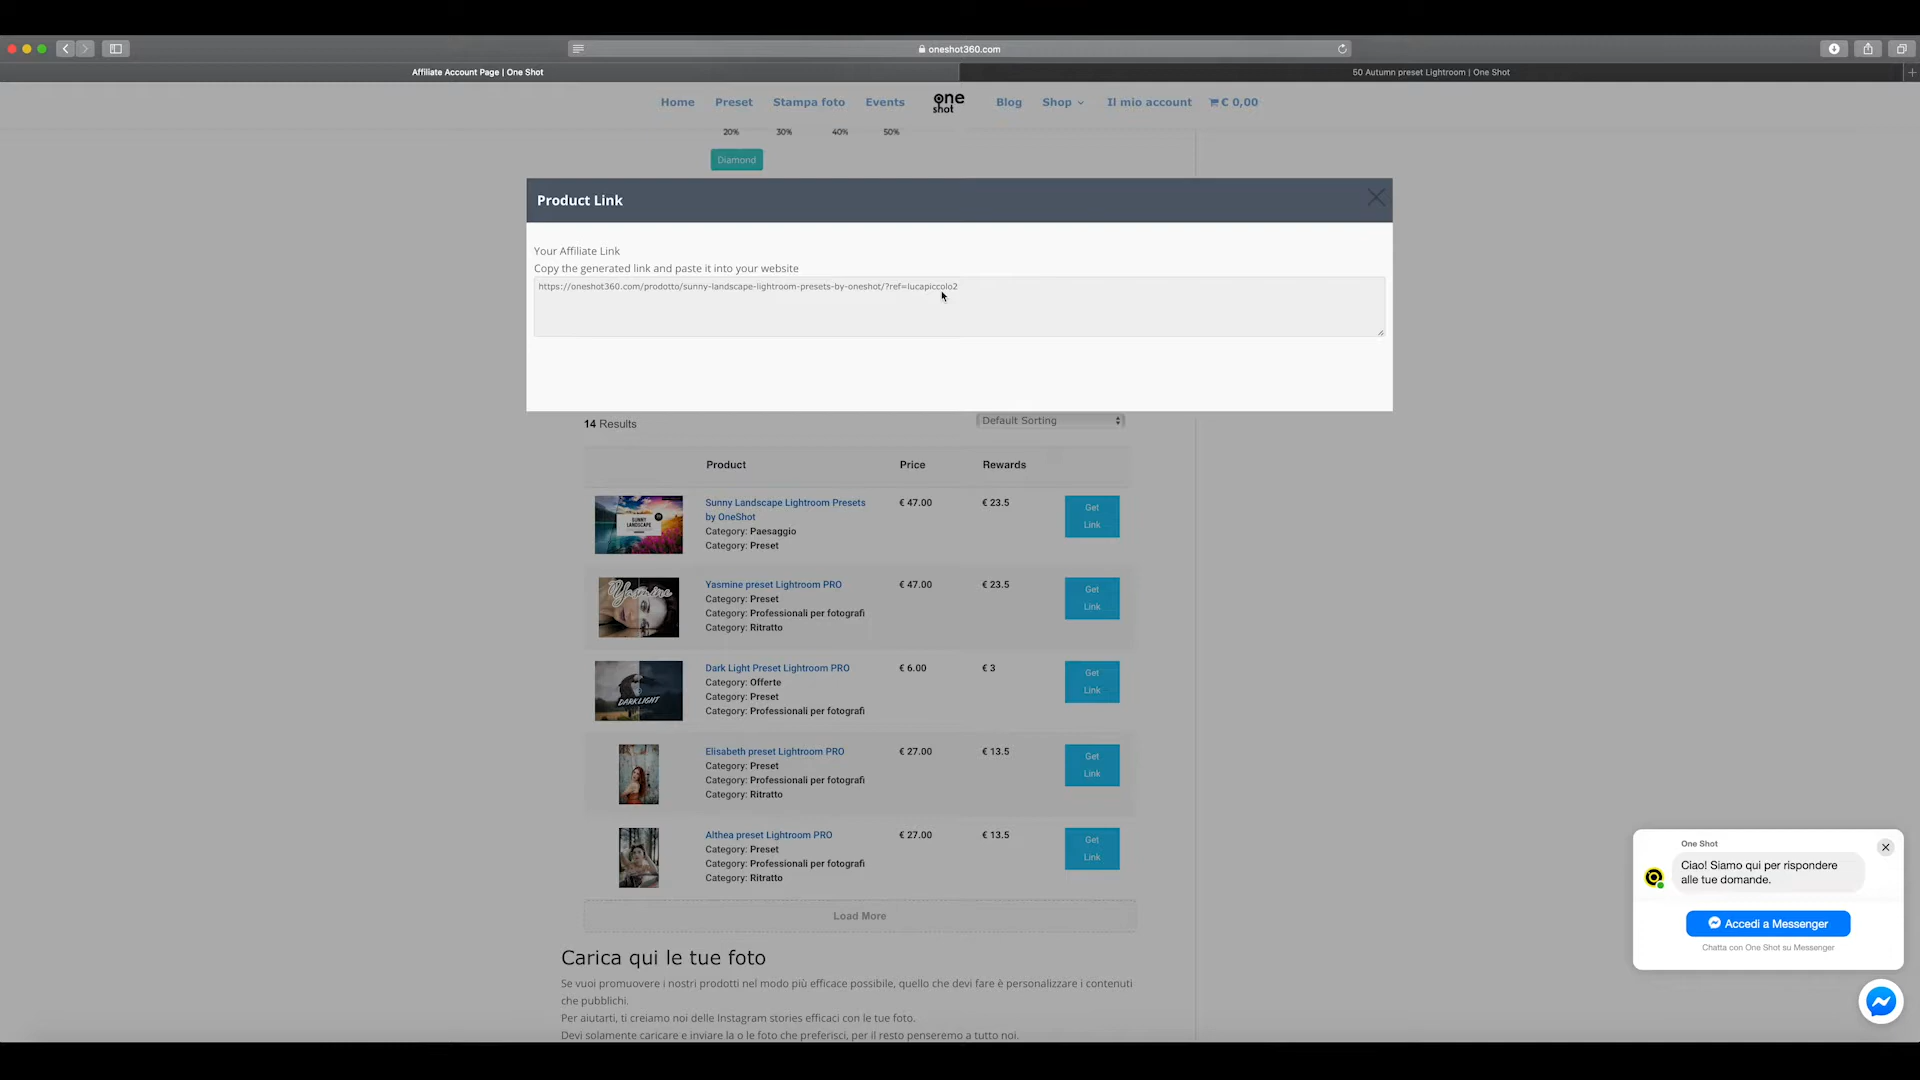 oneshot360.com
Affiliate Account Page | One Shot
50 Autumn preset Lightroom | One Shot
Home
Preset
Stampa foto
Events
one shot
Blog
Shop
Il mio account
€ 0,00
20%
30%
40%
50%
Diamond
Product Link
Your Affiliate Link
Copy the generated link and paste it into your website
https://oneshot360.com/prodotto/sunny-landscape-lightroom-presets-by-oneshot/?ref=lucapiccolo2
14 Results
Default Sorting
Product
Price
Rewards
SUNNY
LANDSCAPE
Sunny Landscape Lightroom Presets
by OneShot
Category: Paesaggio
Category: Preset
€ 47.00
€ 23.5
Get
Link
Yasmine
Yasmine preset Lightroom PRO
Category: Preset
Category: Professionali per fotografi
Category: Ritratto
€ 47.00
€ 23.5
Get
Link
DARKLIGHT
Dark Light Preset Lightroom PRO
Category: Offerte
Category: Preset
Category: Professionali per fotografi
€ 6.00
€ 3
Get
Link
Elisabeth preset Lightroom PRO
Category: Preset
Category: Professionali per fotografi
Category: Ritratto
€ 27.00
€ 13.5
Get
Link
Althea preset Lightroom PRO
Category: Preset
Category: Professionali per fotografi
Category: Ritratto
€ 27.00
€ 13.5
Get
Link
Load More
Carica qui le tue foto
Se vuoi promuovere i nostri prodotti nel modo più efficace possibile, quello che devi fare è personalizzare i contenuti
che pubblichi.
Per aiutarti, ti creiamo noi delle Instagram stories efficaci con le tue foto.
Devi solamente caricare e inviare la o le foto che preferisci, per il resto penseremo a tutto noi.
One Shot
Ciao! Siamo qui per rispondere
alle tue domande.
Accedi a Messenger
Chatta con One Shot su Messenger